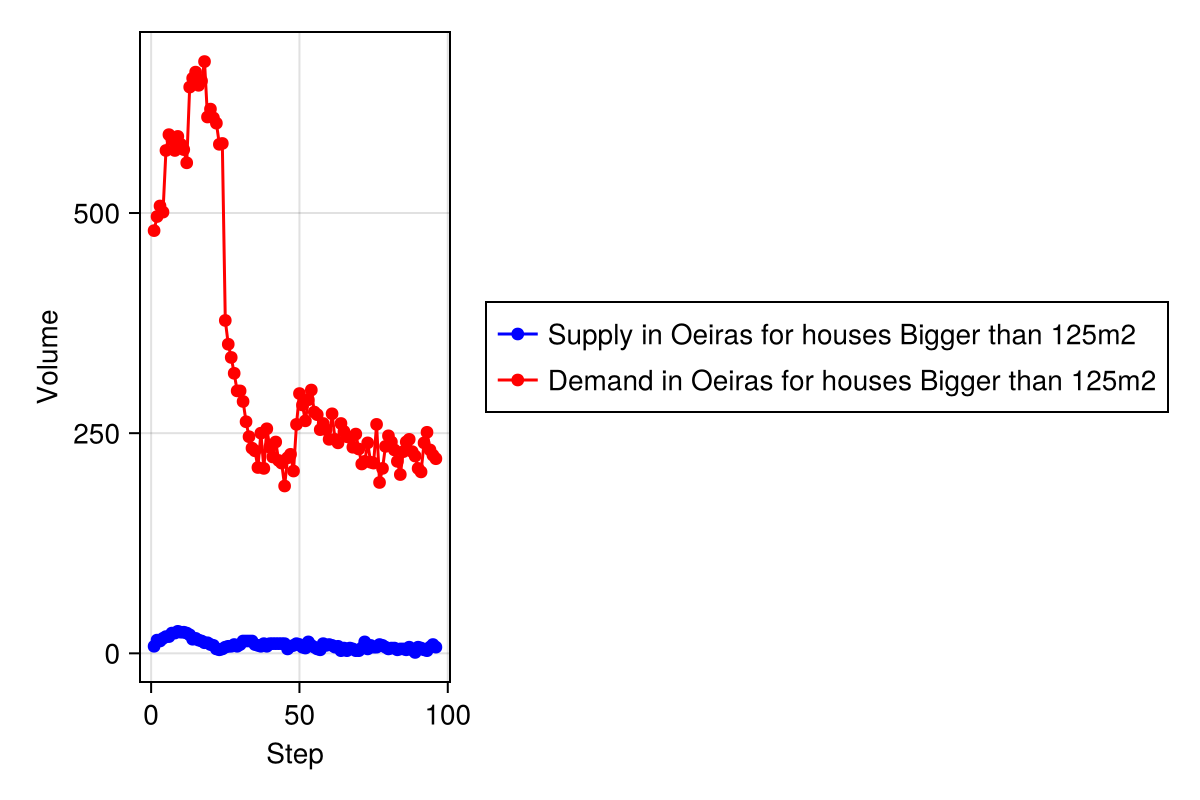 Volume
500
250
0
0 50 100
Step
Supply in Oeiras for houses Bigger than 125m2
Demand in Oeiras for houses Bigger than 125m2